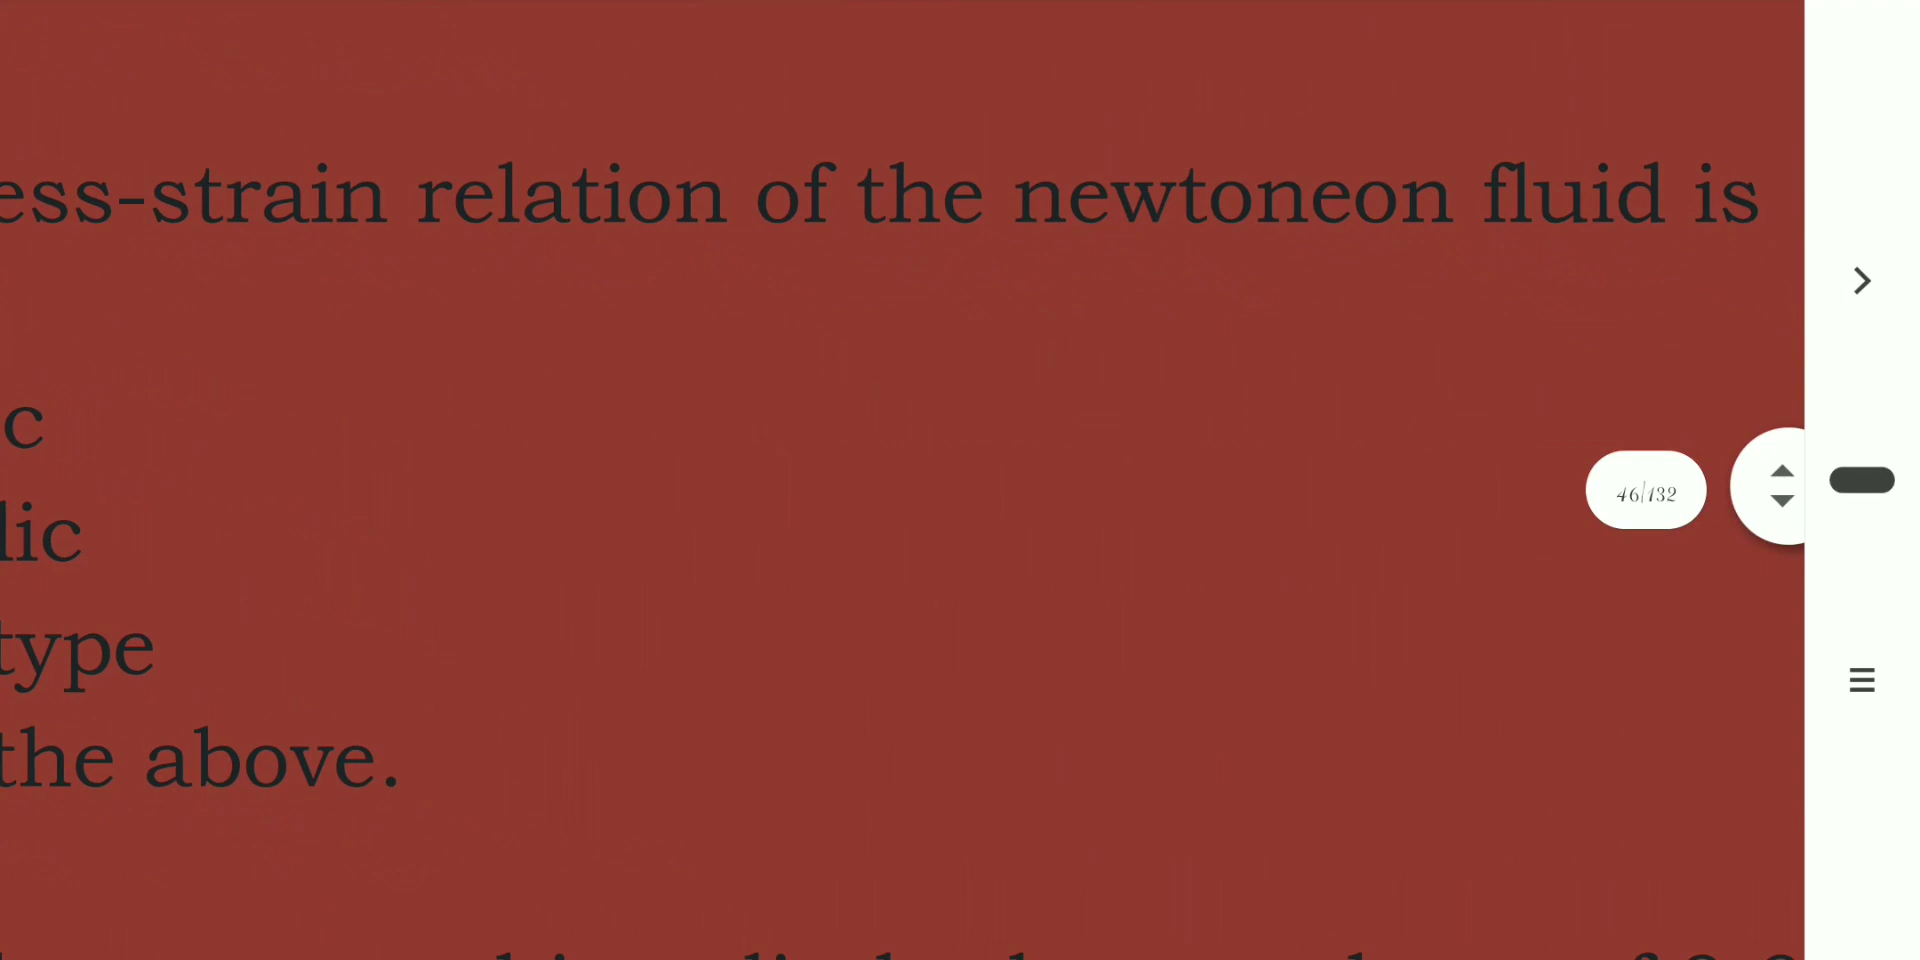 ess-strain relation of the newtoneon fluid is
c
lic
type
the above.
46/132